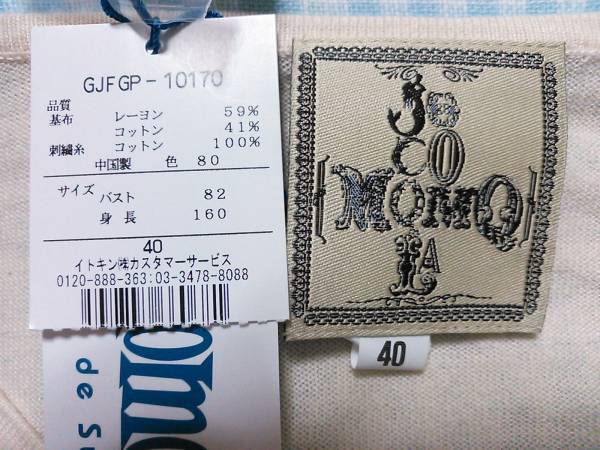 GJFGP-10170
品質
基布 レーヨン 59%
コットン 41%
刺繍糸 コットン 100%
中国製 色 80
サイズ
バスト 82
身長 160
40
イトキン㈱カスタマーサービス
0120-888-363:03-3478-8088
de
JOCO
MOMO
LA
40